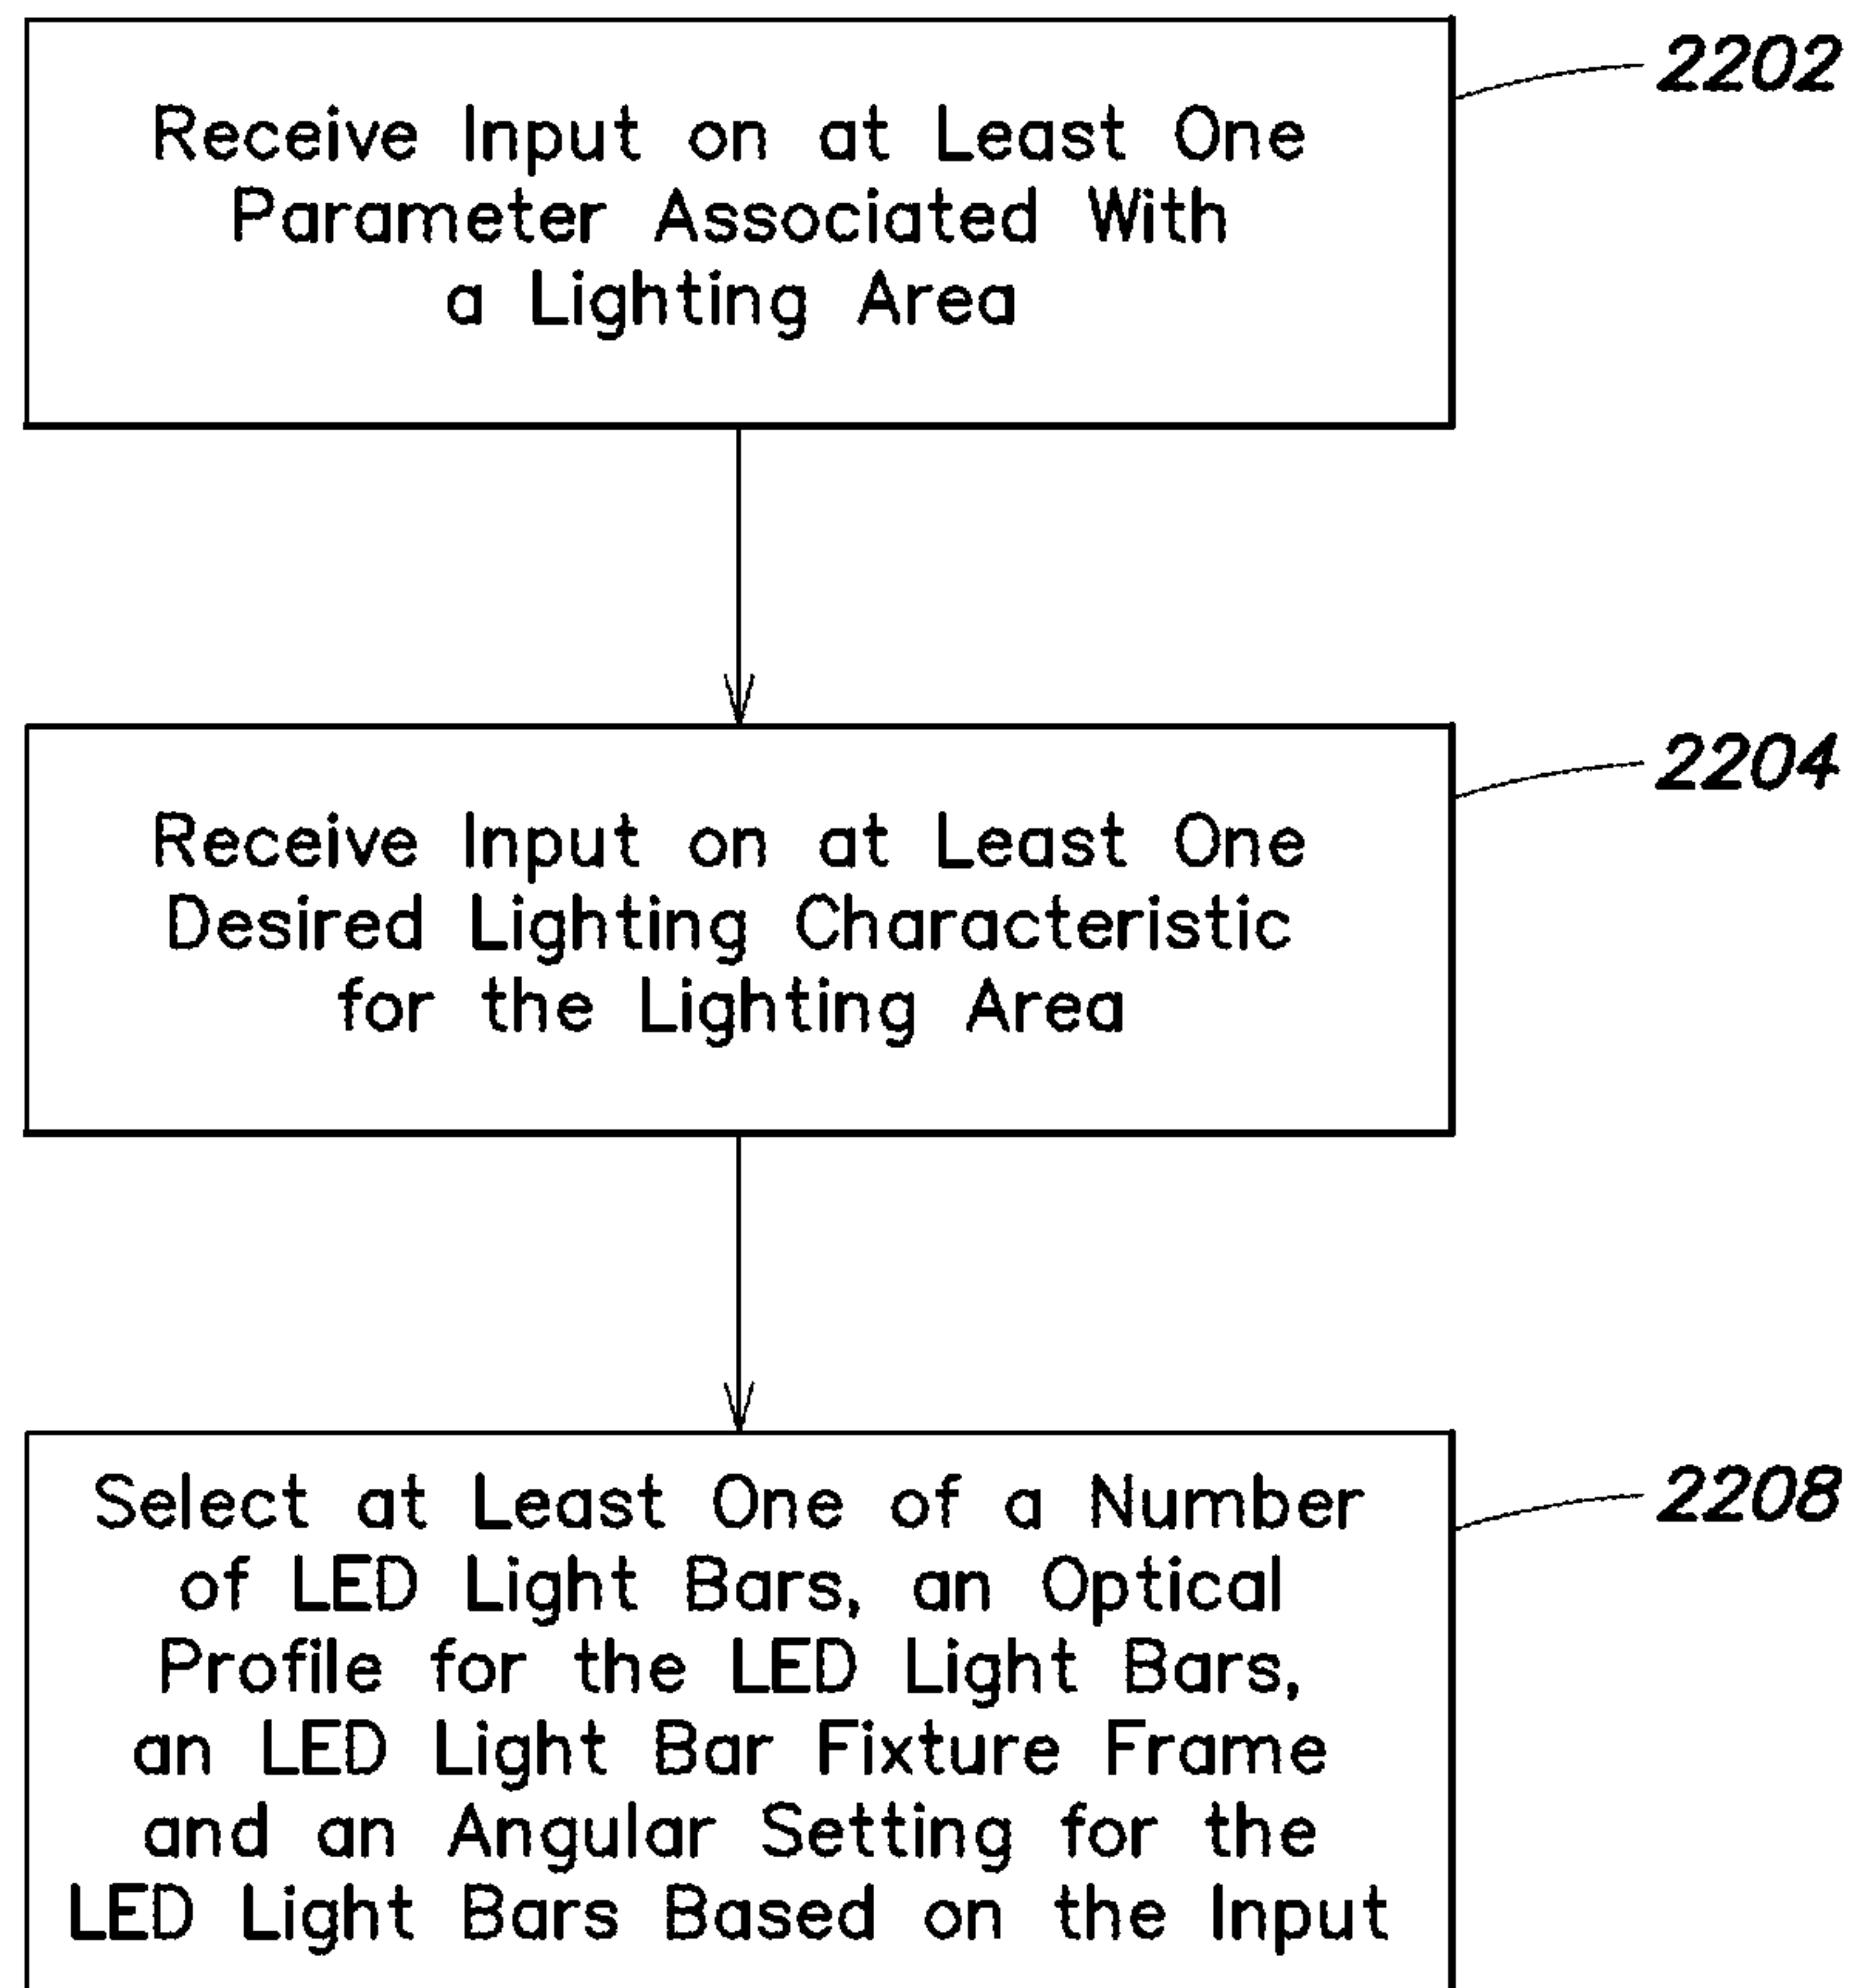 2202
Receive Input on at Least One
Parameter Associated With
a Lighting Area
2204
Receive Input on at Least One
Desired Lighting Characteristic
for the Lighting Area
2208
Select at Least One of a Number
of LED Light Bars, an Optical
Profile for the LED Light Bars,
an LED Light Bar Fixture Frame
and an Angular Setting for the
LED Light Bars Based on the Input